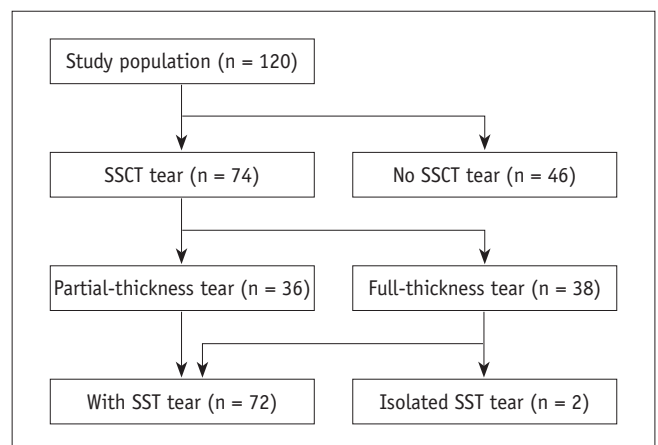 Study population (n = 120)
SSCT tear (n = 74)
No SSCT tear (n = 46)
Partial-thickness tear (n = 36)
Full-thickness tear (n = 38)
With SST tear (n = 72)
Isolated SST tear (n = 2)